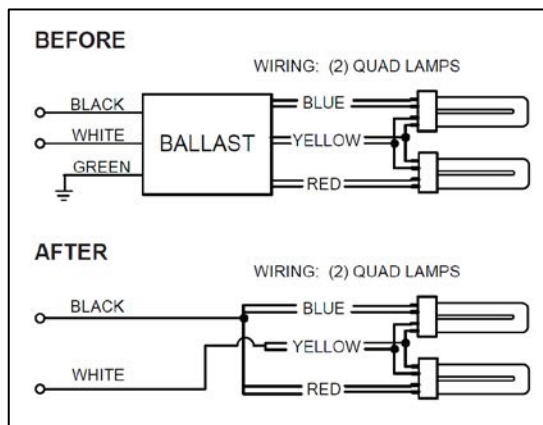 BEFORE
WIRING: (2) QUAD LAMPS
BLACK
BLUE
WHITE
BALLAST
YELLOW
GREEN
RED
AFTER
WIRING: (2) QUAD LAMPS
BLACK
BLUE
YELLOW
WHITE
RED